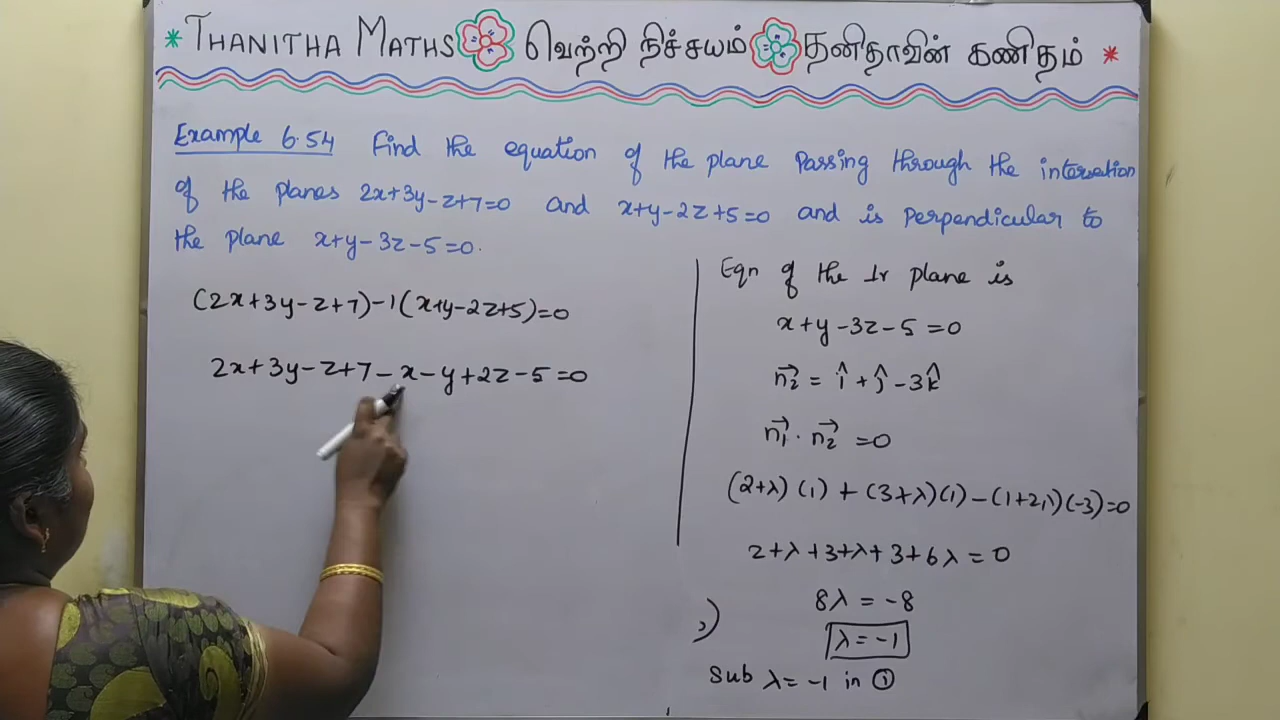 * THANITHA MATHS வெற்றி நிச்சயம் தனிதாவின் கணிதம் *
Example 6.54 Find the equation of the plane Passing through the intersetion
of the planes 2x+3y-z+7=0 and x+y-2z+5=0 and is perpendicular to
the plane x+y-3z-5=0.
(2x+3y-z+7)-1(x+y-2z+5)=0
2x+3y-z+7-x-y+2z-5=0
Eqn of the ⊥r plane is
x+y-3z-5=0
n₂⃗ = î+ĵ-3k̂
n₁⃗ · n₂⃗ =0
(2+λ)(1)+(3+λ)(1)-(1+2λ)(-3)=0
2+λ+3+λ+3+6λ=0
8λ=-8
λ=-1
Sub λ=-1 in ①